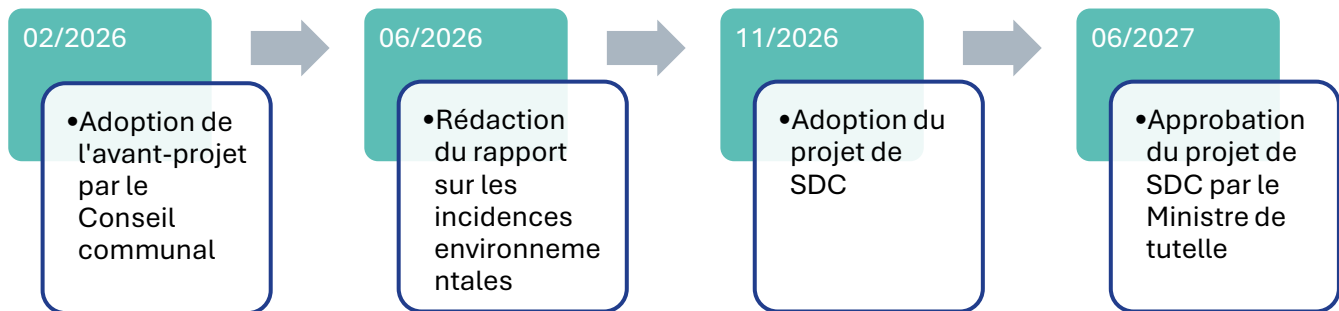 02/2026
•Adoption de
l'avant-projet
par le
Conseil
communal
06/2026
•Rédaction
du rapport
sur les
incidences
environneme
ntales
11/2026
•Adoption du
projet de
SDC
06/2027
•Approbation
du projet de
SDC par le
Ministre de
tutelle